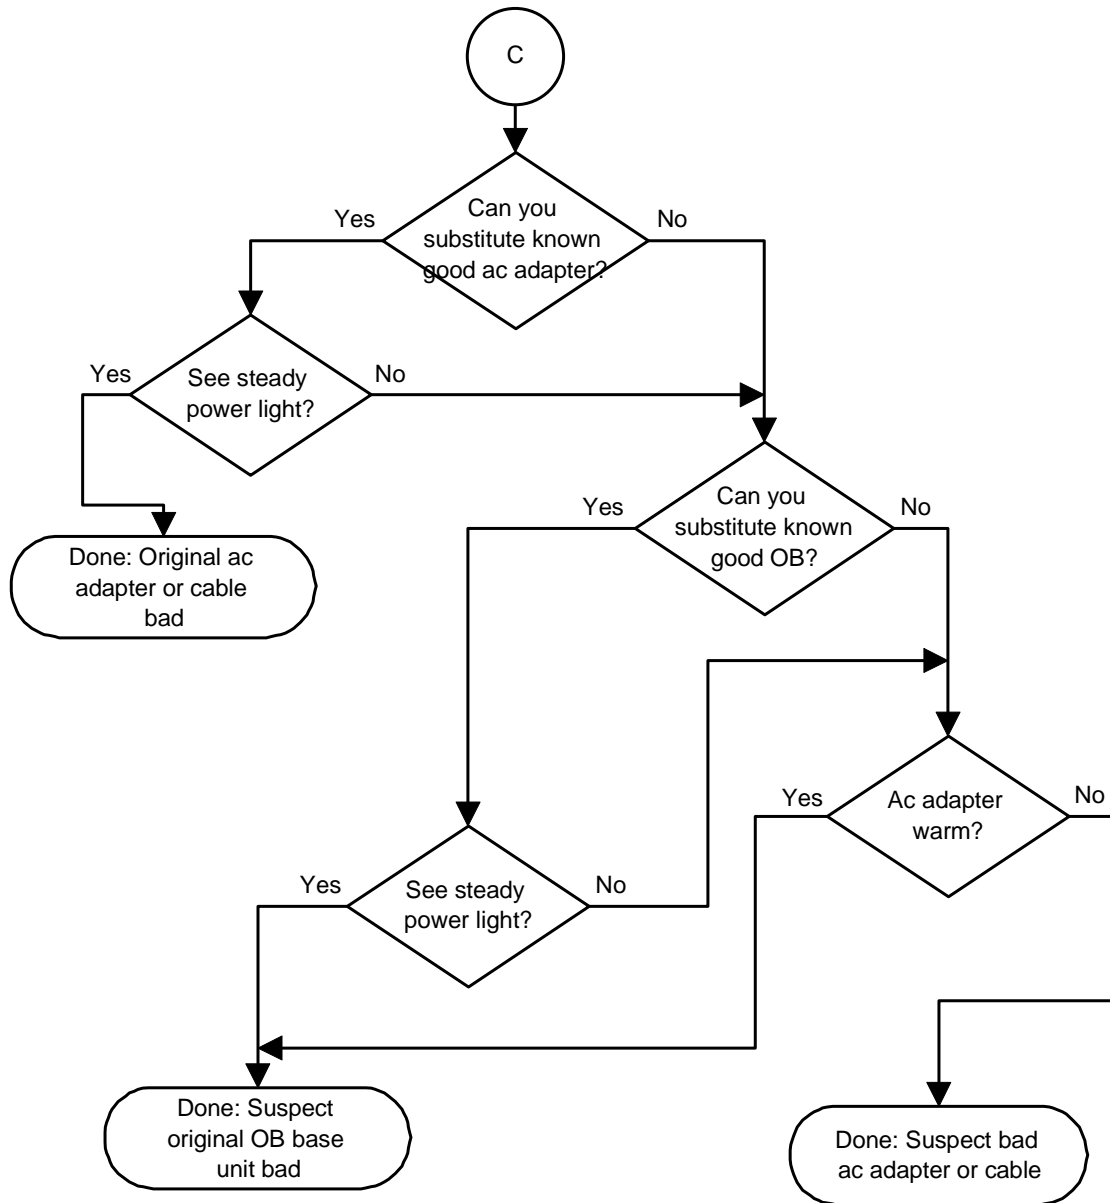 C
Can you
substitute known
good ac adapter?
Yes
No
See steady
power light?
Yes
No
Can you
substitute known
good OB?
Yes
No
Done: Original ac
adapter or cable
bad
Ac adapter
warm?
Yes
No
See steady
power light?
Yes
No
Done: Suspect
original OB base
unit bad
Done: Suspect bad
ac adapter or cable